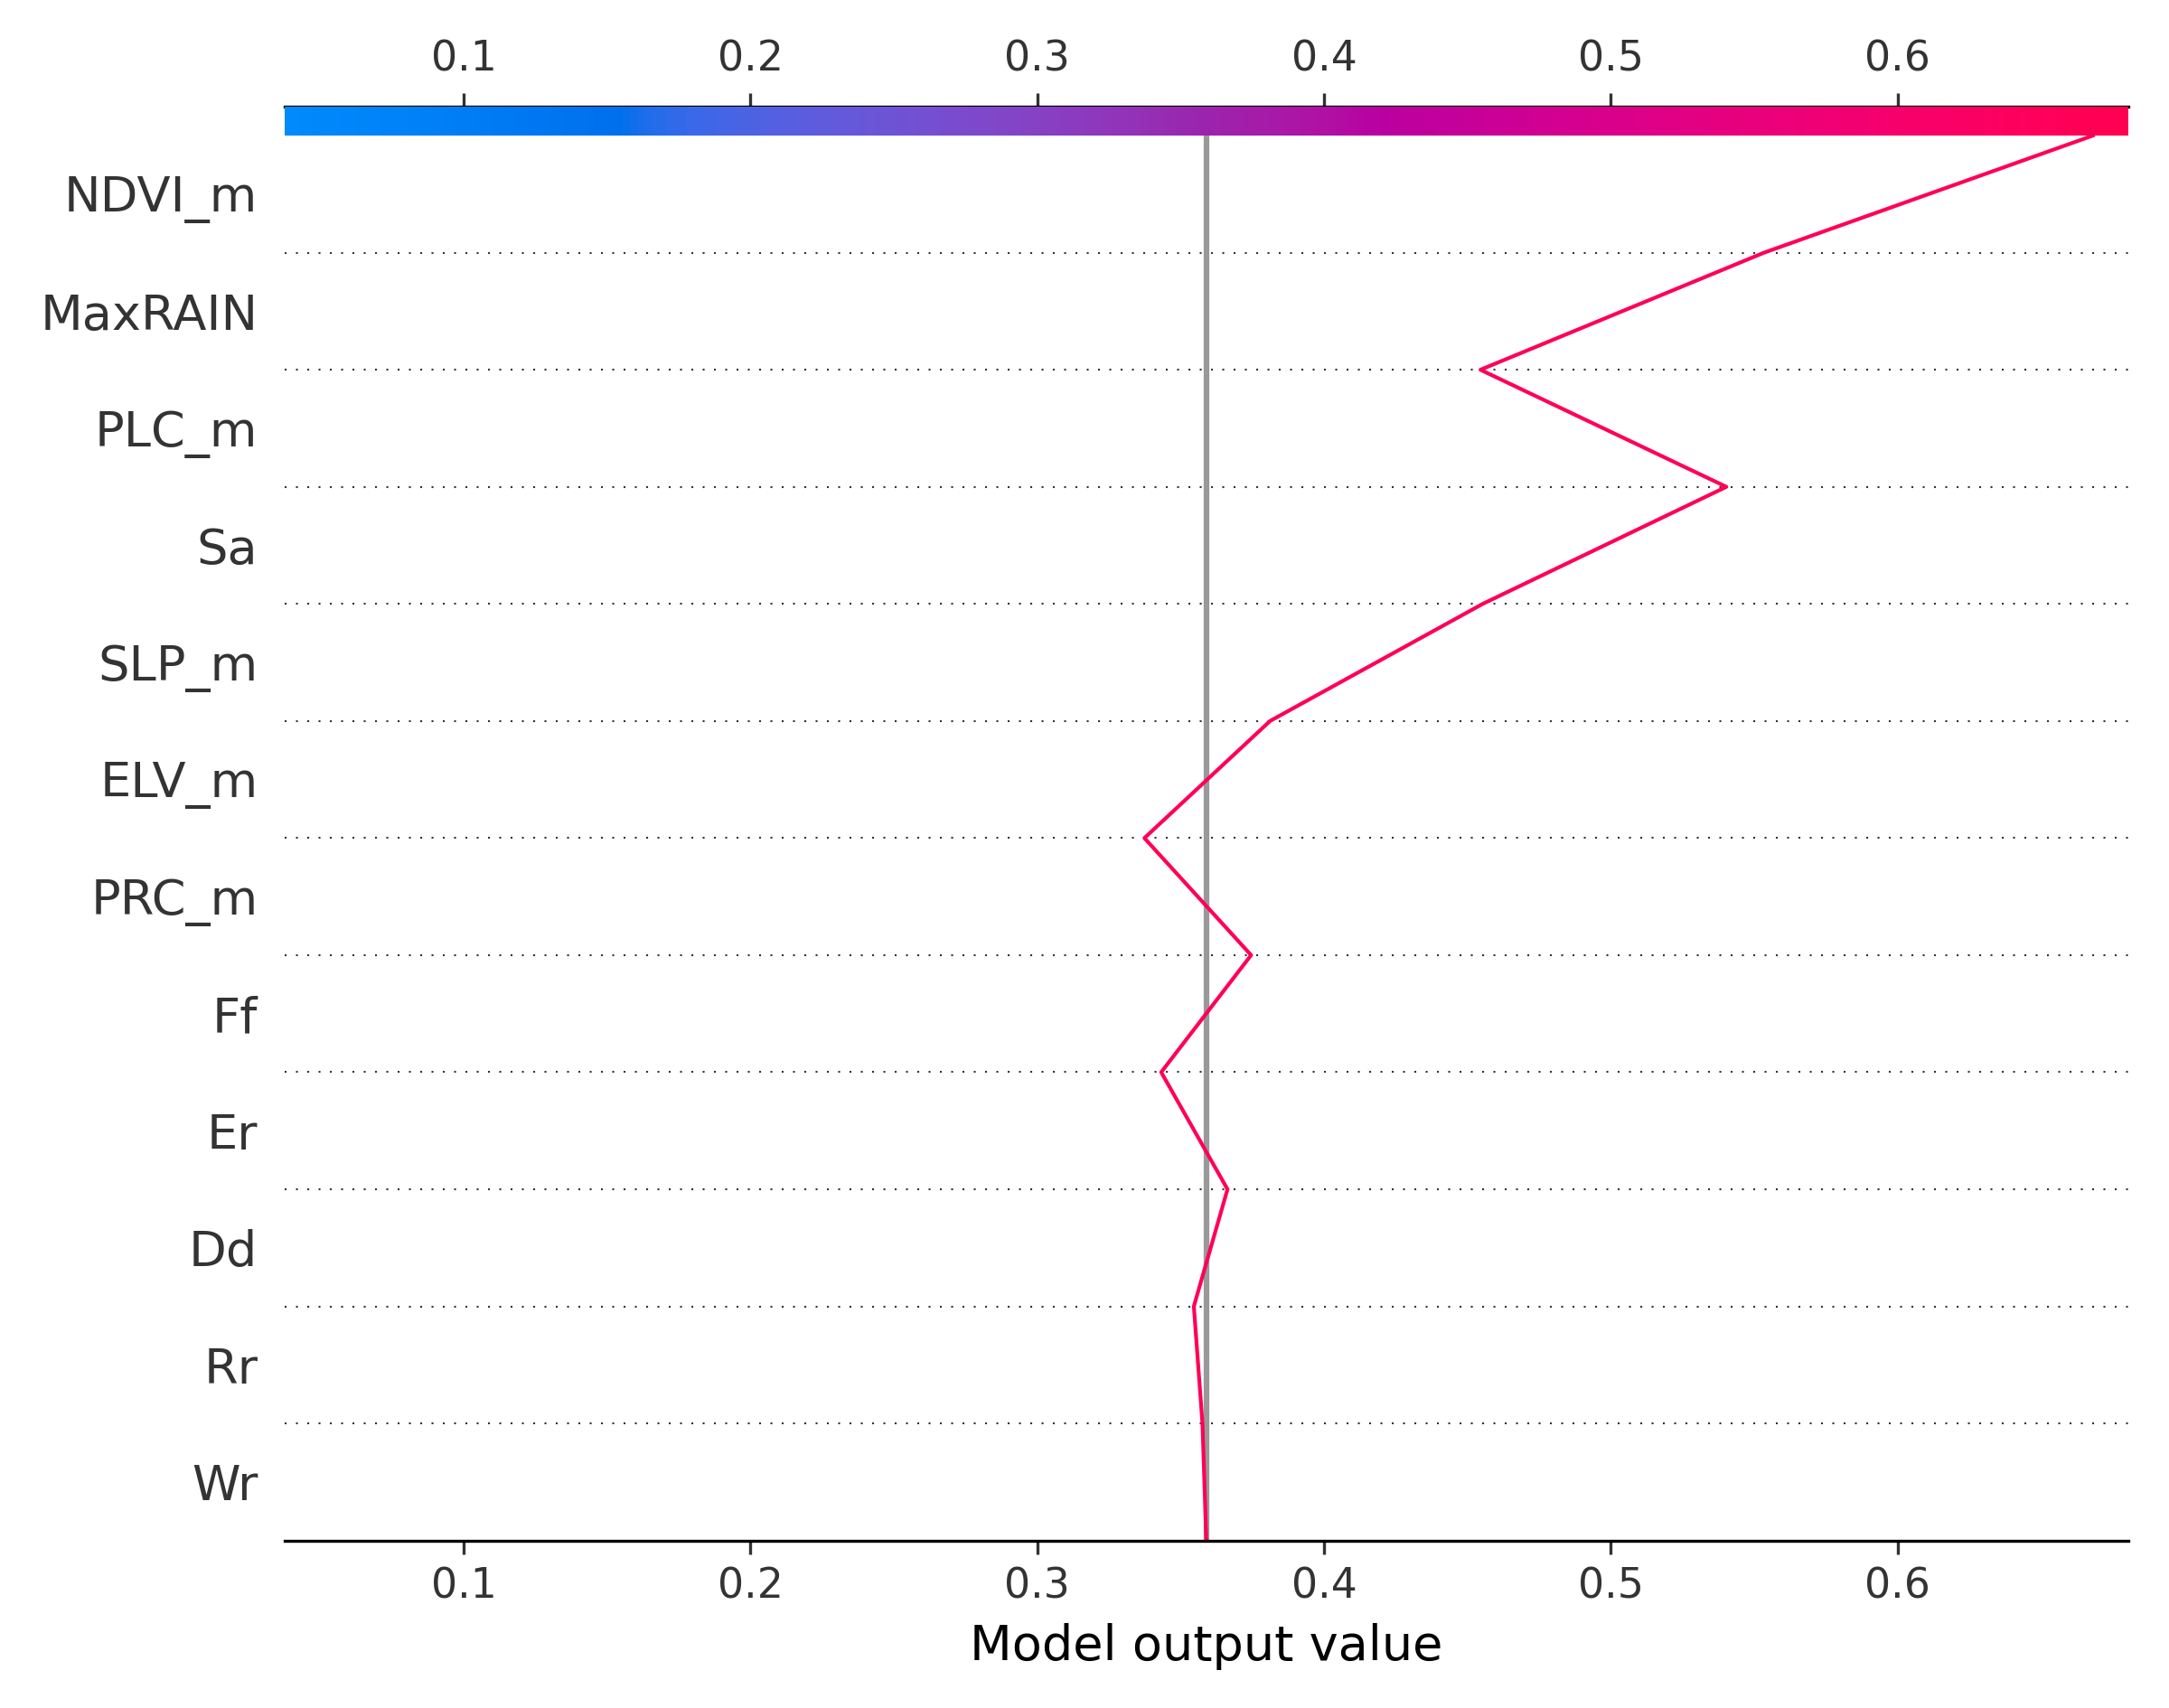 0.1 0.2 0.3 0.4 0.5 0.6
NDVI_m
MaxRAIN
PLC_m
Sa
SLP_m
ELV_m
PRC_m
Ff
Er
Dd
Rr
Wr
0.1 0.2 0.3 0.4 0.5 0.6
Model output value